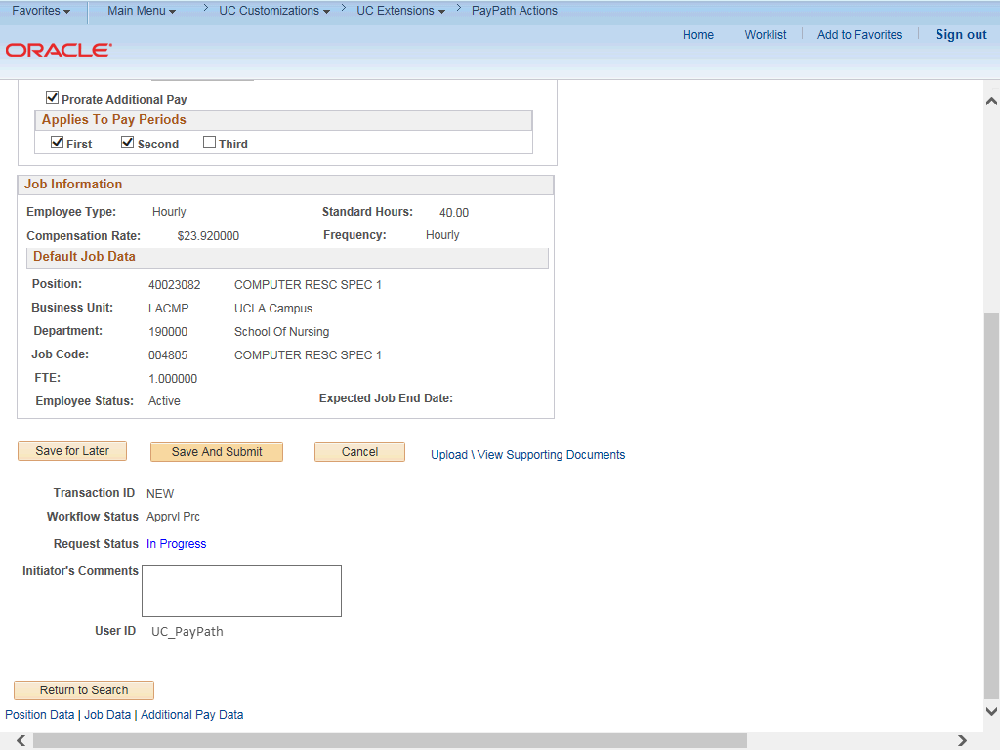 Favorites Main Menu > UC Customizations > UC Extensions > PayPath Actions
Home Worklist Add to Favorites Sign out
ORACLE
Prorate Additional Pay
Applies To Pay Periods
First Second Third
Job Information
Employee Type: Hourly Standard Hours: 40.00
Compensation Rate: $23.920000 Frequency: Hourly
Default Job Data
Position: 40023082 COMPUTER RESC SPEC 1
Business Unit: LACMP UCLA Campus
Department: 190000 School Of Nursing
Job Code: 004805 COMPUTER RESC SPEC 1
FTE: 1.000000
Employee Status: Active Expected Job End Date:
Save for Later Save And Submit Cancel Upload \ View Supporting Documents
Transaction ID NEW
Workflow Status Apprvl Prc
Request Status In Progress
Initiator's Comments
User ID UC_PayPath
Return to Search
Position Data | Job Data | Additional Pay Data